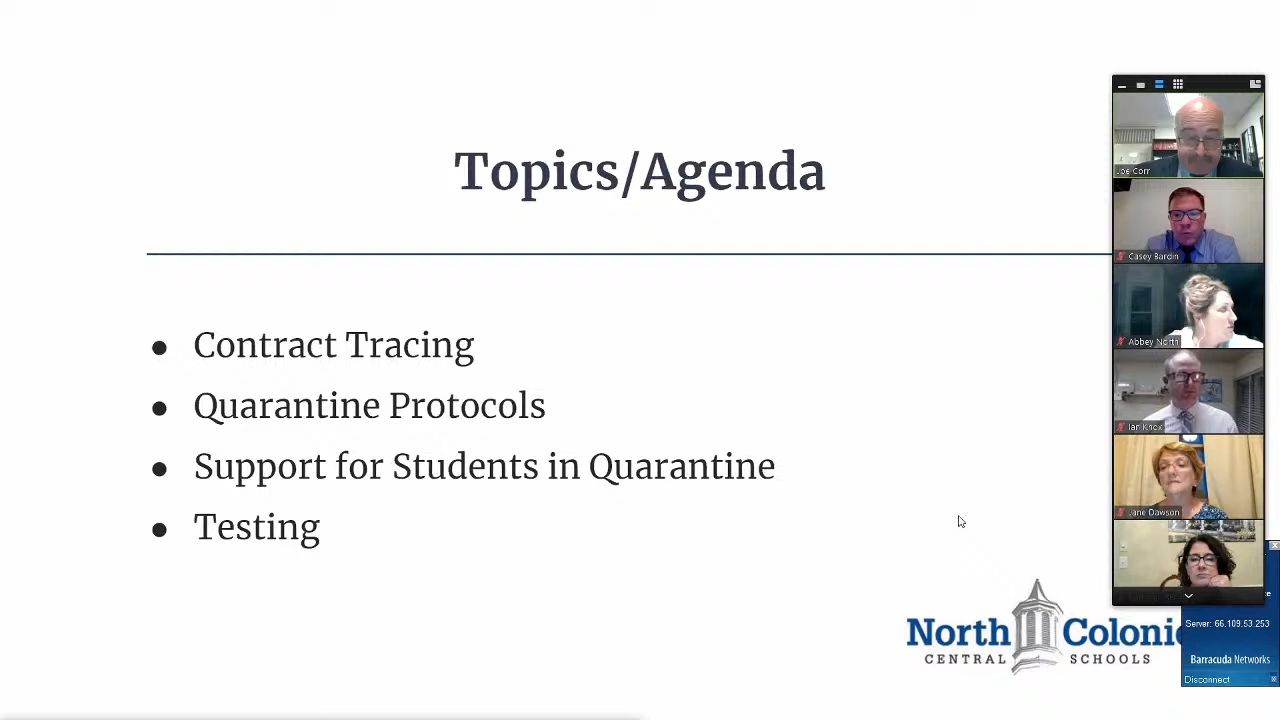 Topics/Agenda
Contract Tracing
Quarantine Protocols
Support for Students in Quarantine
Testing
North Colonie
CENTRAL SCHOOLS
Joe Corr
Casey Bardin
Abbey North
Ian Knox
Jane Dawson
Server: 66.109.53.253
Barracuda Networks
Disconnect